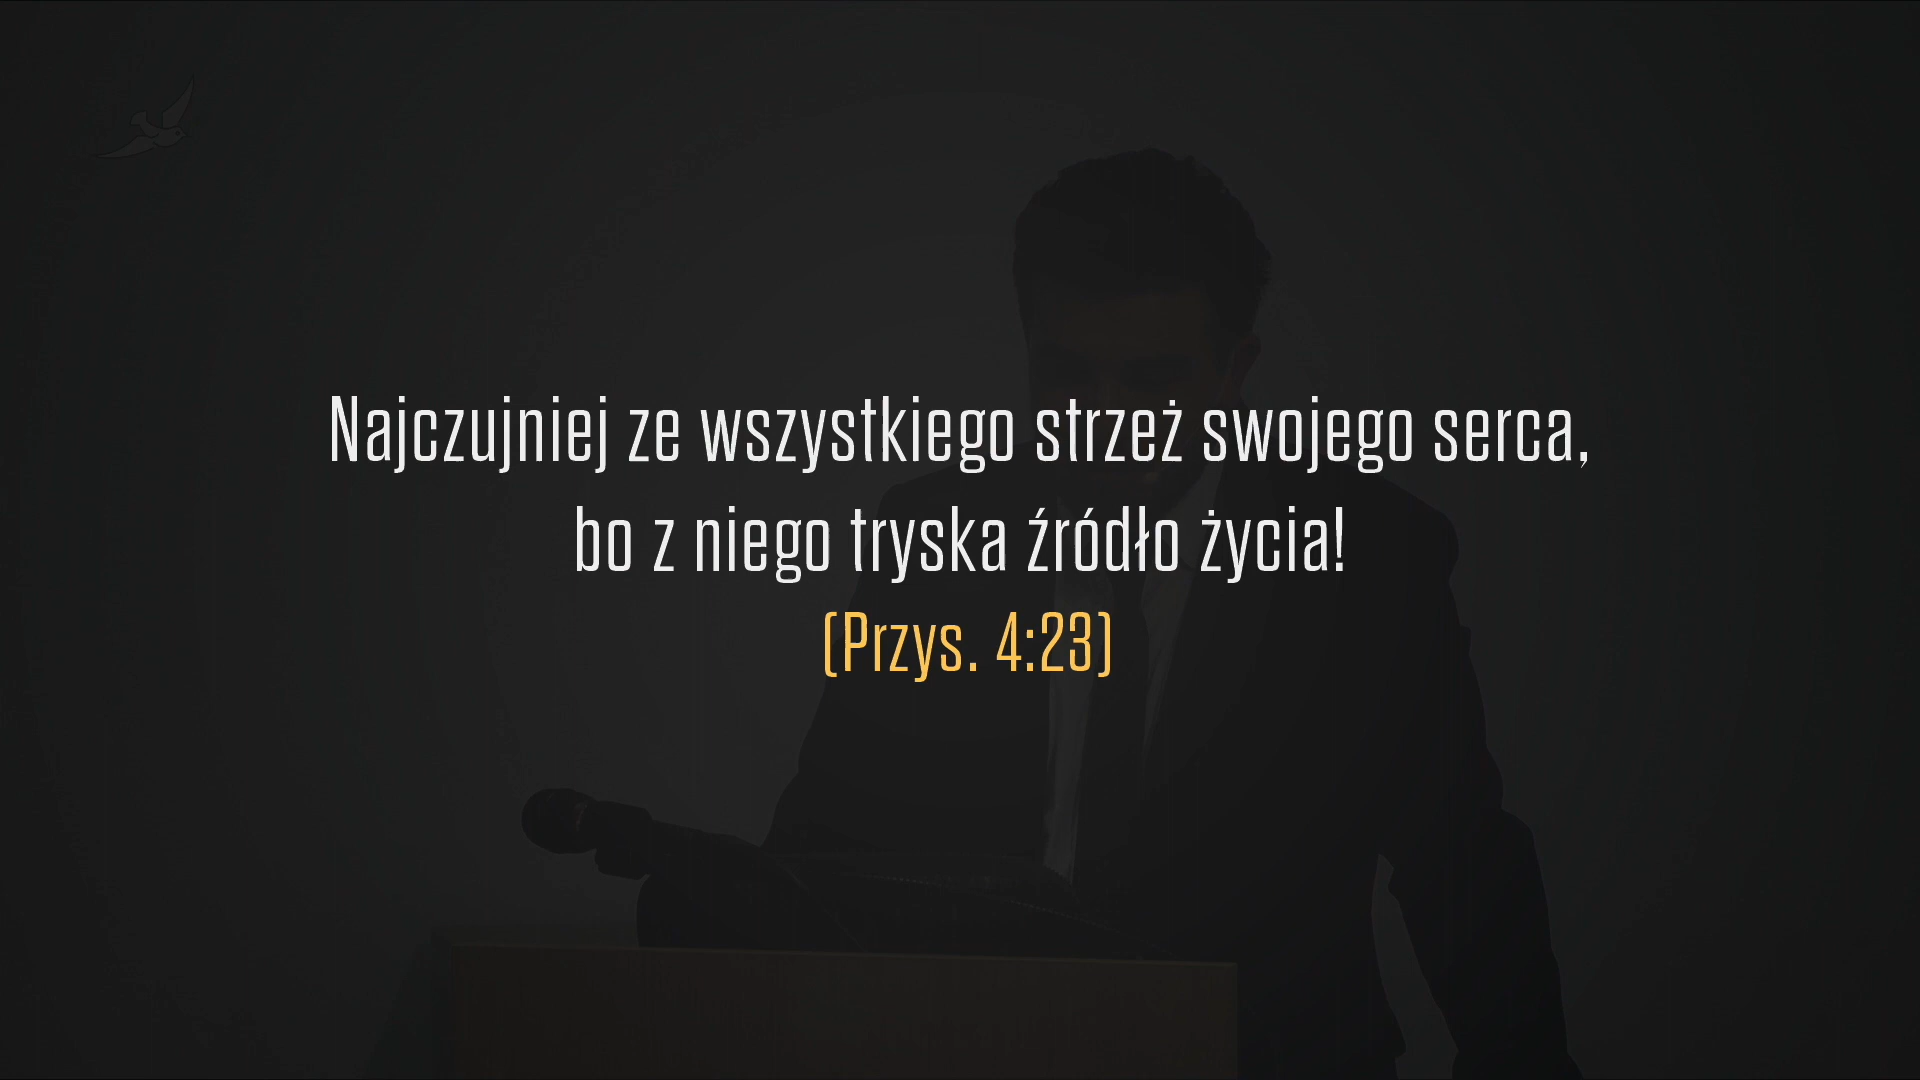 Najczujniej ze wszystkiego strzeż swojego serca,
bo z niego tryska źródło życia!
(Przys. 4:23)